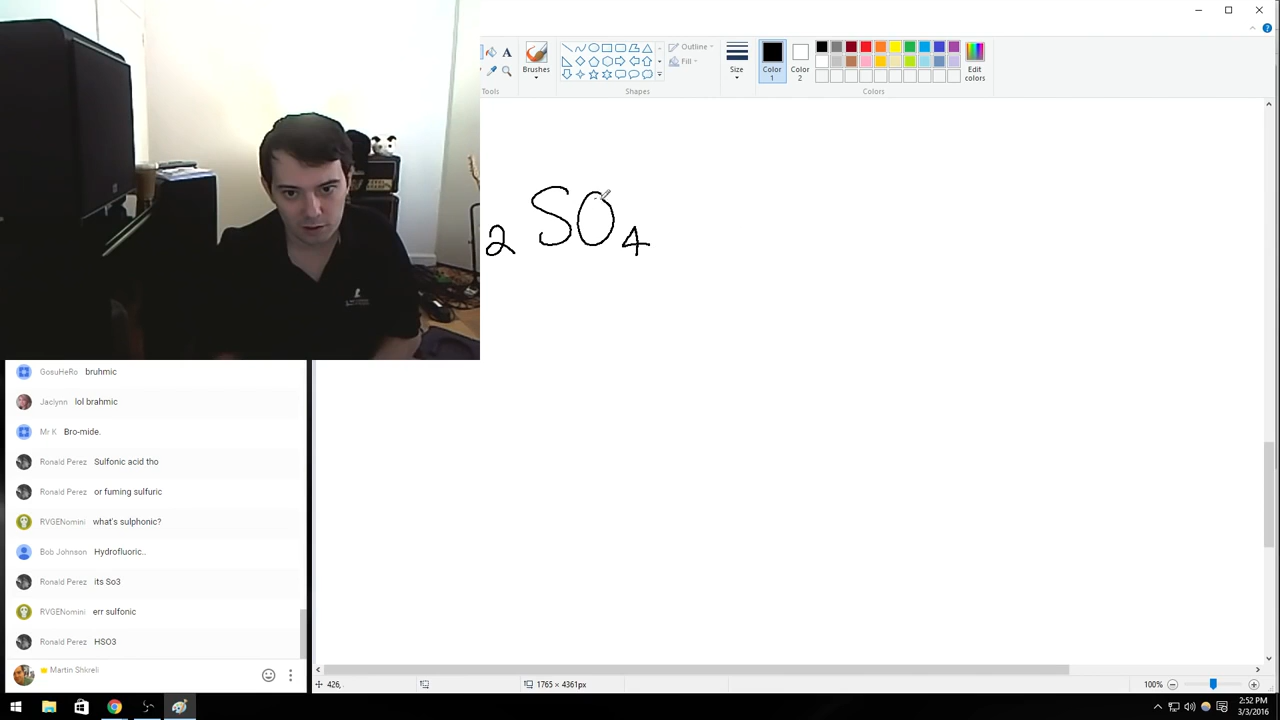 Outline
Fill
Brushes
Size
Color
1
Color
2
Edit
colors
Tools
Shapes
Colors
2 SO4
GosuHeRo bruhmic
Jaclynn lol brahmic
Mr K Bro-mide.
Ronald Perez Sulfonic acid tho
Ronald Perez or fuming sulfuric
RVGENomini what's sulphonic?
Bob Johnson Hydrofluoric..
Ronald Perez its So3
RVGENomini err sulfonic
Ronald Perez HSO3
Martin Shkreli
426,
1765 × 4361px
100%
2:52 PM
3/3/2016